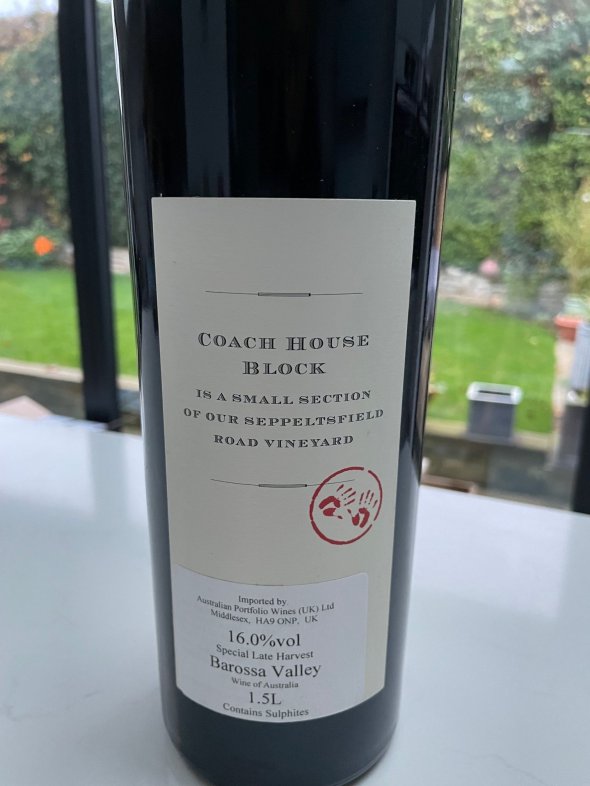 COACH HOUSE
BLOCK
IS A SMALL SECTION
OF OUR SEPPELTSFIELD
ROAD VINEYARD
Imported by
Australian Portfolio Wines (UK) Ltd
Middlesex, HA9 ONP, UK
16.0%vol
Special Late Harvest
Barossa Valley
Wine of Australia
1.5L
Contains Sulphites